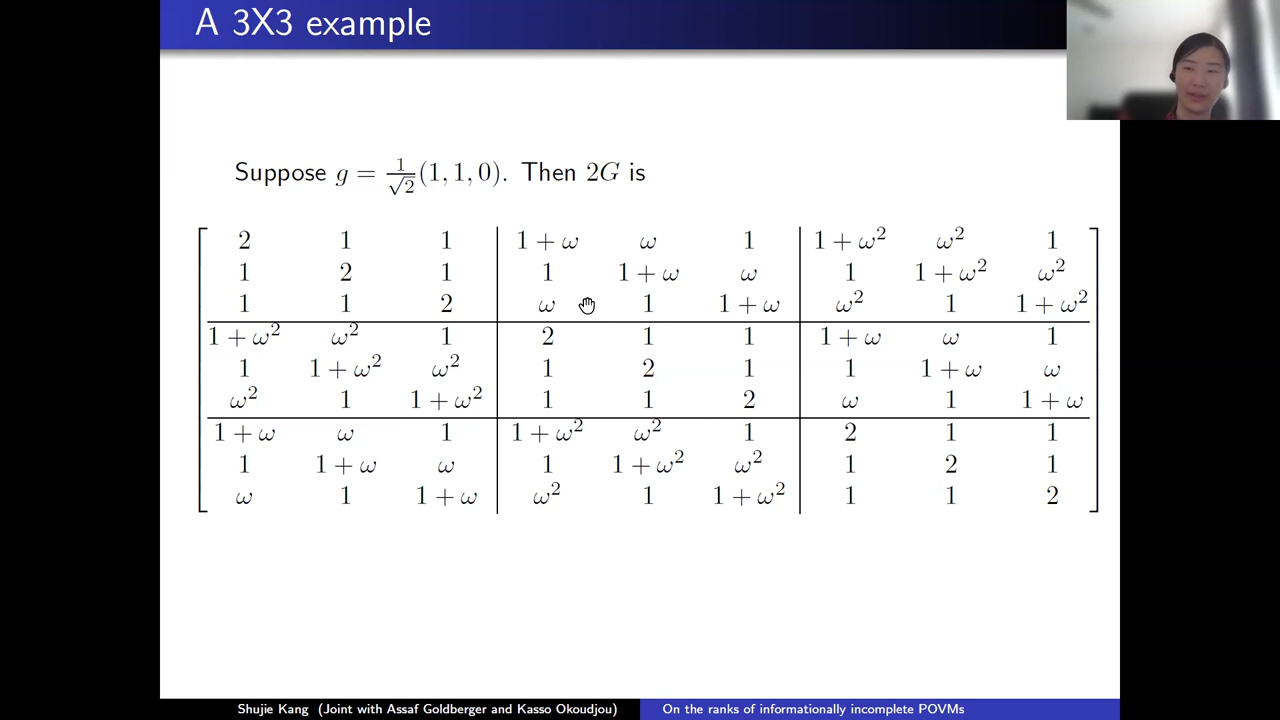 A 3X3 example
Suppose g = 1/√2 (1, 1, 0). Then 2G is
2 1 1 | 1 + ω ω 1 | 1 + ω² ω² 1
1 2 1 | 1 1 + ω ω | 1 1 + ω² ω²
1 1 2 | ω 1 1 + ω | ω² 1 1 + ω²
1 + ω² ω² 1 | 2 1 1 | 1 + ω ω 1
1 1 + ω² ω² | 1 2 1 | 1 1 + ω ω
ω² 1 1 + ω² | 1 1 2 | ω 1 1 + ω
1 + ω ω 1 | 1 + ω² ω² 1 | 2 1 1
1 1 + ω ω | 1 1 + ω² ω² | 1 2 1
ω 1 1 + ω | ω² 1 1 + ω² | 1 1 2
Shujie Kang (Joint with Assaf Goldberger and Kasso Okoudjou) On the ranks of informationally incomplete POVMs